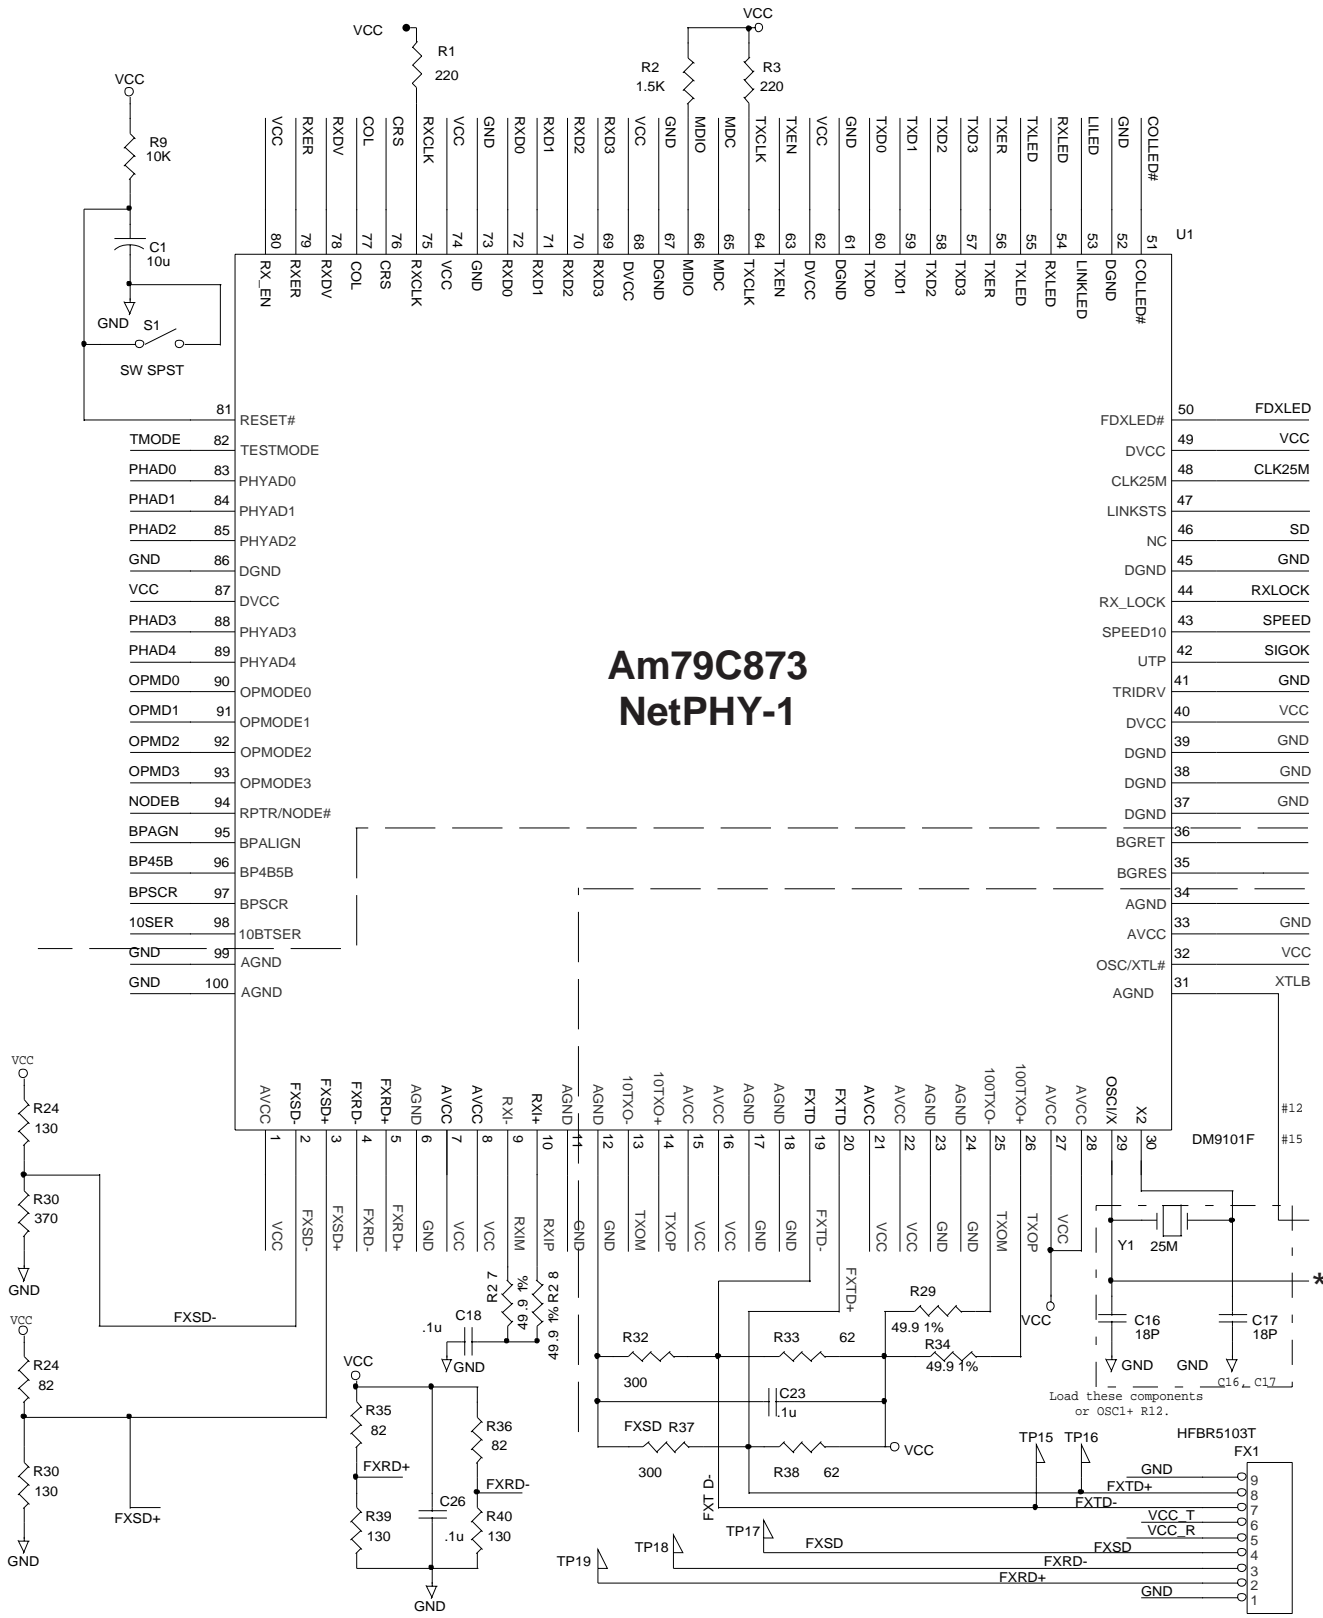 VCC
VCC
R1
220
R2
1.5K
R3
220
VCC
R9
10K
C1
10u
GND
S1
SW SPST
VCC
RXER
RXDV
COL
CRS
RXCLK
VCC
GND
RXD0
RXD1
RXD2
RXD3
VCC
GND
MDIO
MDC
TXCLK
TXEN
VCC
GND
TXD0
TXD1
TXD2
TXD3
TXER
TXLED
RXLED
LILED
GND
COLLED#
80 79 78 77 76 75 74 73 72 71 70 69 68 67 66 65 64 63 62 61 60 59 58 57 56 55 54 53 52 51
U1
RX_EN
RXER
RXDV
COL
CRS
RXCLK
VCC
GND
RXD0
RXD1
RXD2
RXD3
DVCC
DGND
MDIO
MDC
TXCLK
TXEN
DVCC
DGND
TXD0
TXD1
TXD2
TXD3
TXER
TXLED
RXLED
LINKLED
DGND
COLLED#
81 RESET#
TMODE 82 TESTMODE
PHAD0 83 PHYAD0
PHAD1 84 PHYAD1
PHAD2 85 PHYAD2
GND 86 DGND
VCC 87 DVCC
PHAD3 88 PHYAD3
PHAD4 89 PHYAD4
OPMD0 90 OPMODE0
OPMD1 91 OPMODE1
OPMD2 92 OPMODE2
OPMD3 93 OPMODE3
NODEB 94 RPTR/NODE#
BPAGN 95 BPALIGN
BP45B 96 BP4B5B
BPSCR 97 BPSCR
10SER 98 10BTSER
GND 99 AGND
GND 100 AGND
Am79C873
NetPHY-1
FDXLED# 50 FDXLED
DVCC 49 VCC
CLK25M 48 CLK25M
LINKSTS 47
NC 46 SD
DGND 45 GND
RX_LOCK 44 RXLOCK
SPEED10 43 SPEED
UTP 42 SIGOK
TRIDRV 41 GND
DVCC 40 VCC
DGND 39 GND
DGND 38 GND
DGND 37 GND
BGRET 36
BGRES 35
AGND 34
AVCC 33 GND
OSC/XTL# 32 VCC
AGND 31 XTLB
AVCC
FXSD-
FXSD+
FXRD-
FXRD+
AGND
AVCC
AVCC
RXI-
RXI+
AGND
AGND
10TXO-
10TXO+
AVCC
AVCC
AGND
AGND
FXTD
FXTD
AVCC
AVCC
AGND
AGND
100TXO-
100TXO+
AVCC
AVCC
OSCI/X
X2
1 2 3 4 5 6 7 8 9 10 11 12 13 14 15 16 17 18 19 20 21 22 23 24 25 26 27 28 29 30
DM9101F
#12
#15
VCC
FXSD-
FXSD+
FXRD-
FXRD+
GND
VCC
VCC
RXIM
RXIP
GND
GND
TXOM
TXOP
VCC
VCC
GND
GND
FXTD-
FXTD+
VCC
VCC
GND
GND
TXOM
TXOP
VCC
VCC
VCC
R24
130
R30
370
GND
FXSD-
VCC
R24
82
R30
130
GND
FXSD+
R27
49.9 1%
R28
49.9 1%
C18
.1u
GND
VCC
R35
82
R36
82
FXRD+
FXRD-
C26
.1u
R39
130
R40
130
GND
R32
300
R33
62
R29
49.9 1%
R34
49.9 1%
C23
.1u
FXSD R37
300
R38
62
VCC
FXT D-
Y1
25M
C16
18P
C17
18P
GND
GND
*
C16, C17
Load these components
or OSC1+ R12.
TP15
TP16
TP17
TP18
TP19
HFBR5103T
FX1
GND 9
FXTD+ 8
FXTD- 7
VCC_T 6
VCC_R 5
FXSD FXSD 4
FXRD- 3
FXRD+ 2
GND 1